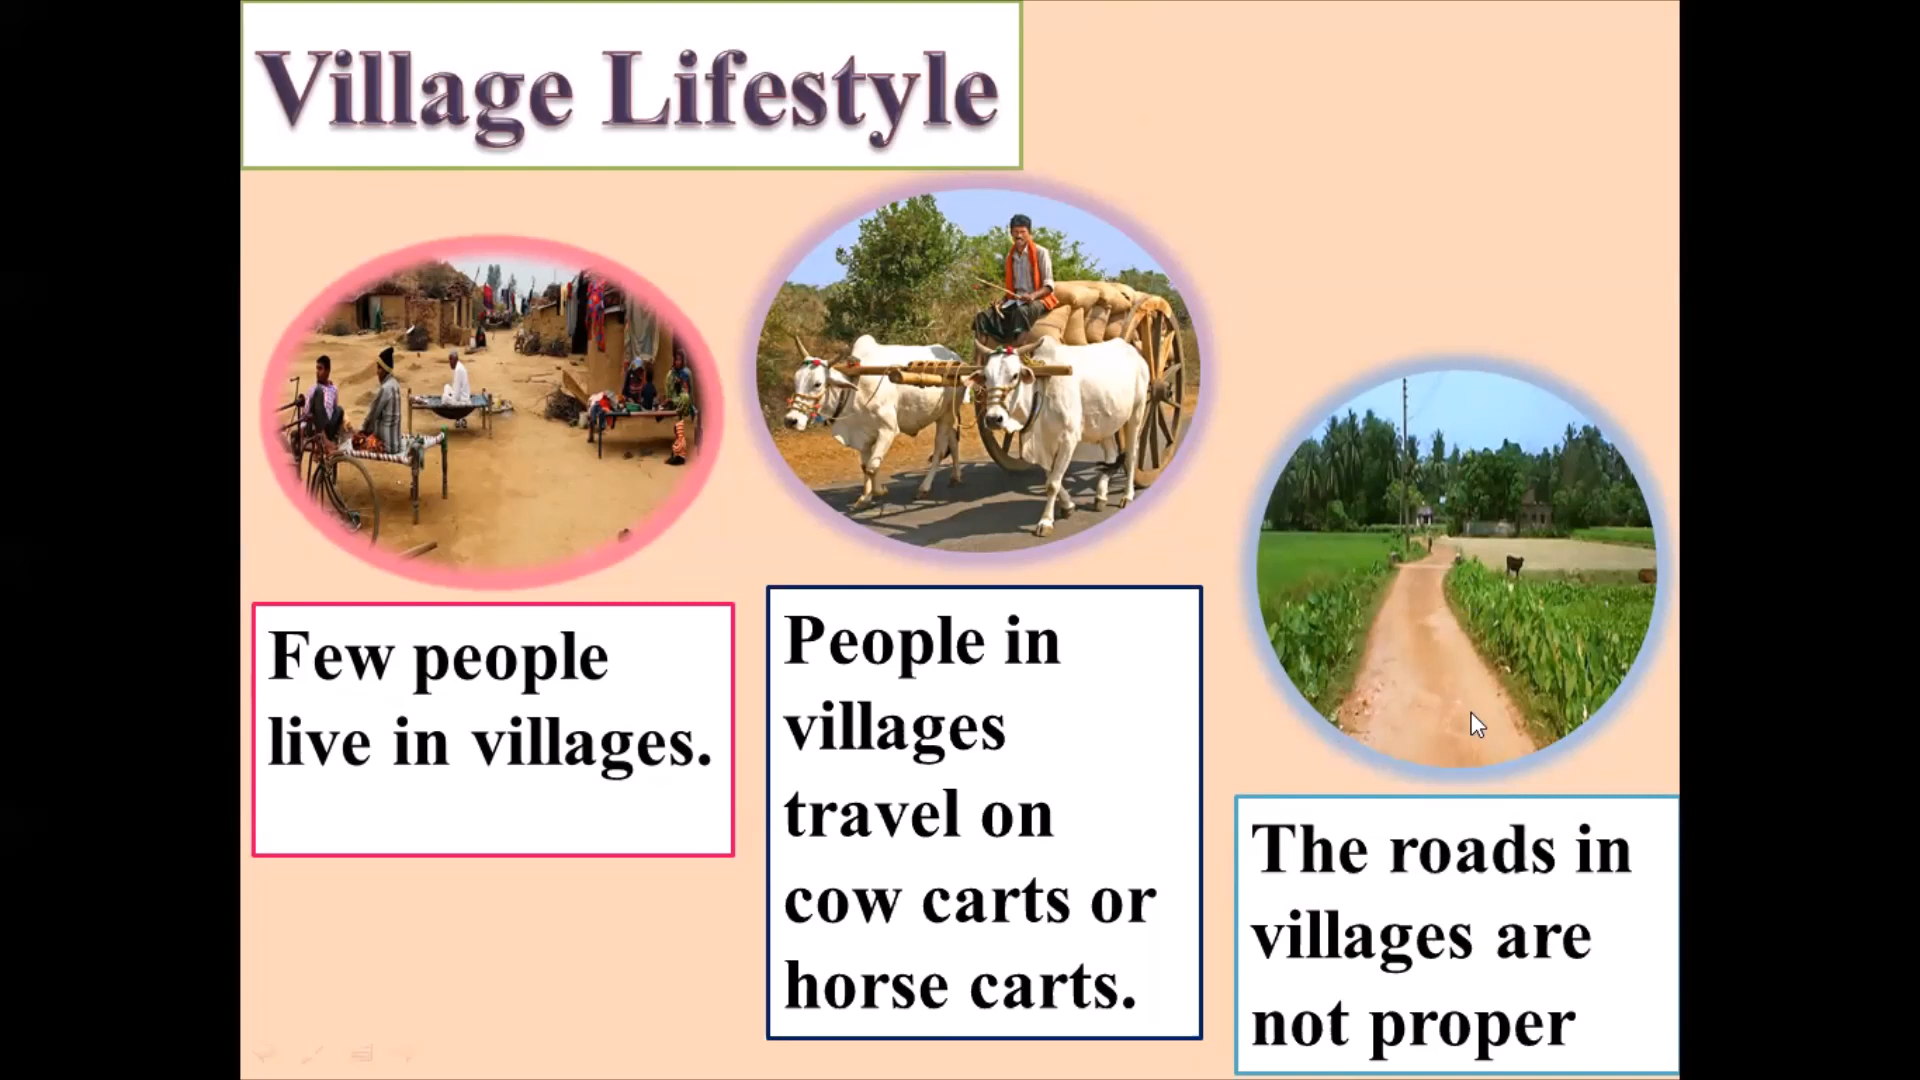 Village Lifestyle
Few people
live in villages.
People in
villages
travel on
cow carts or
horse carts.
The roads in
villages are
not proper